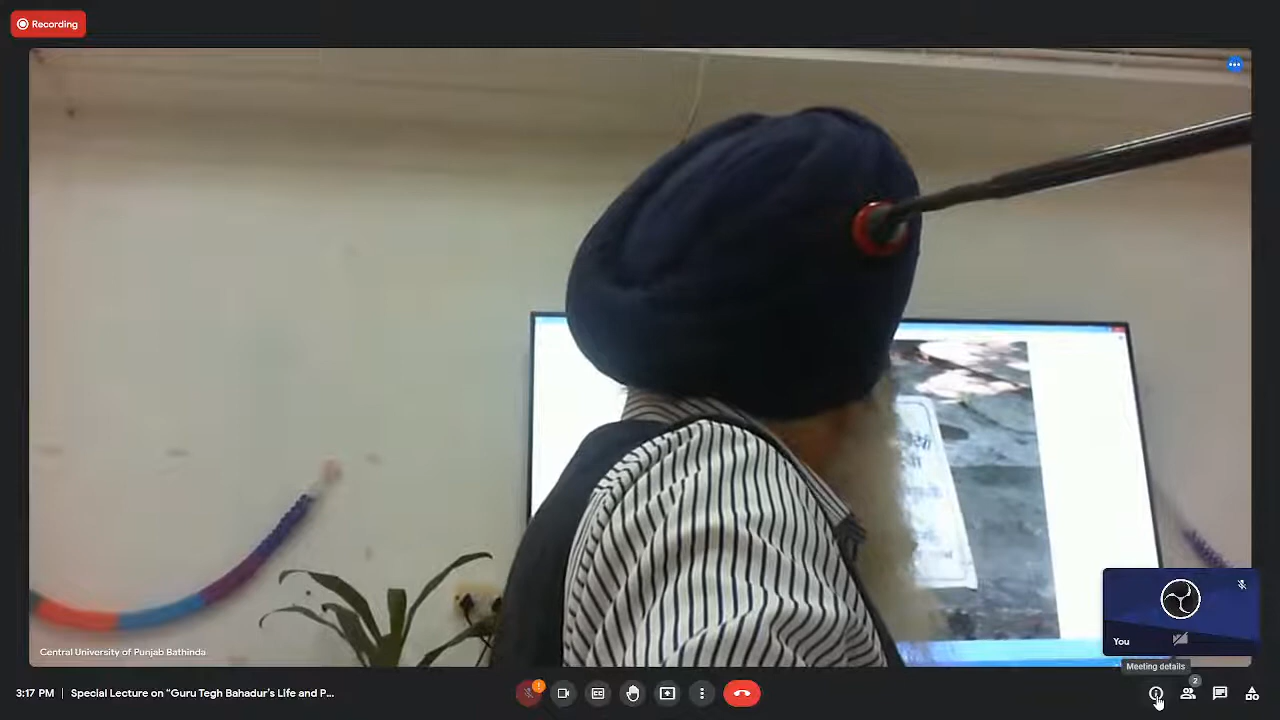 Recording
Central University of Punjab Bathinda
You
Meeting details
2
3:17 PM | Special Lecture on "Guru Tegh Bahadur's Life and P...